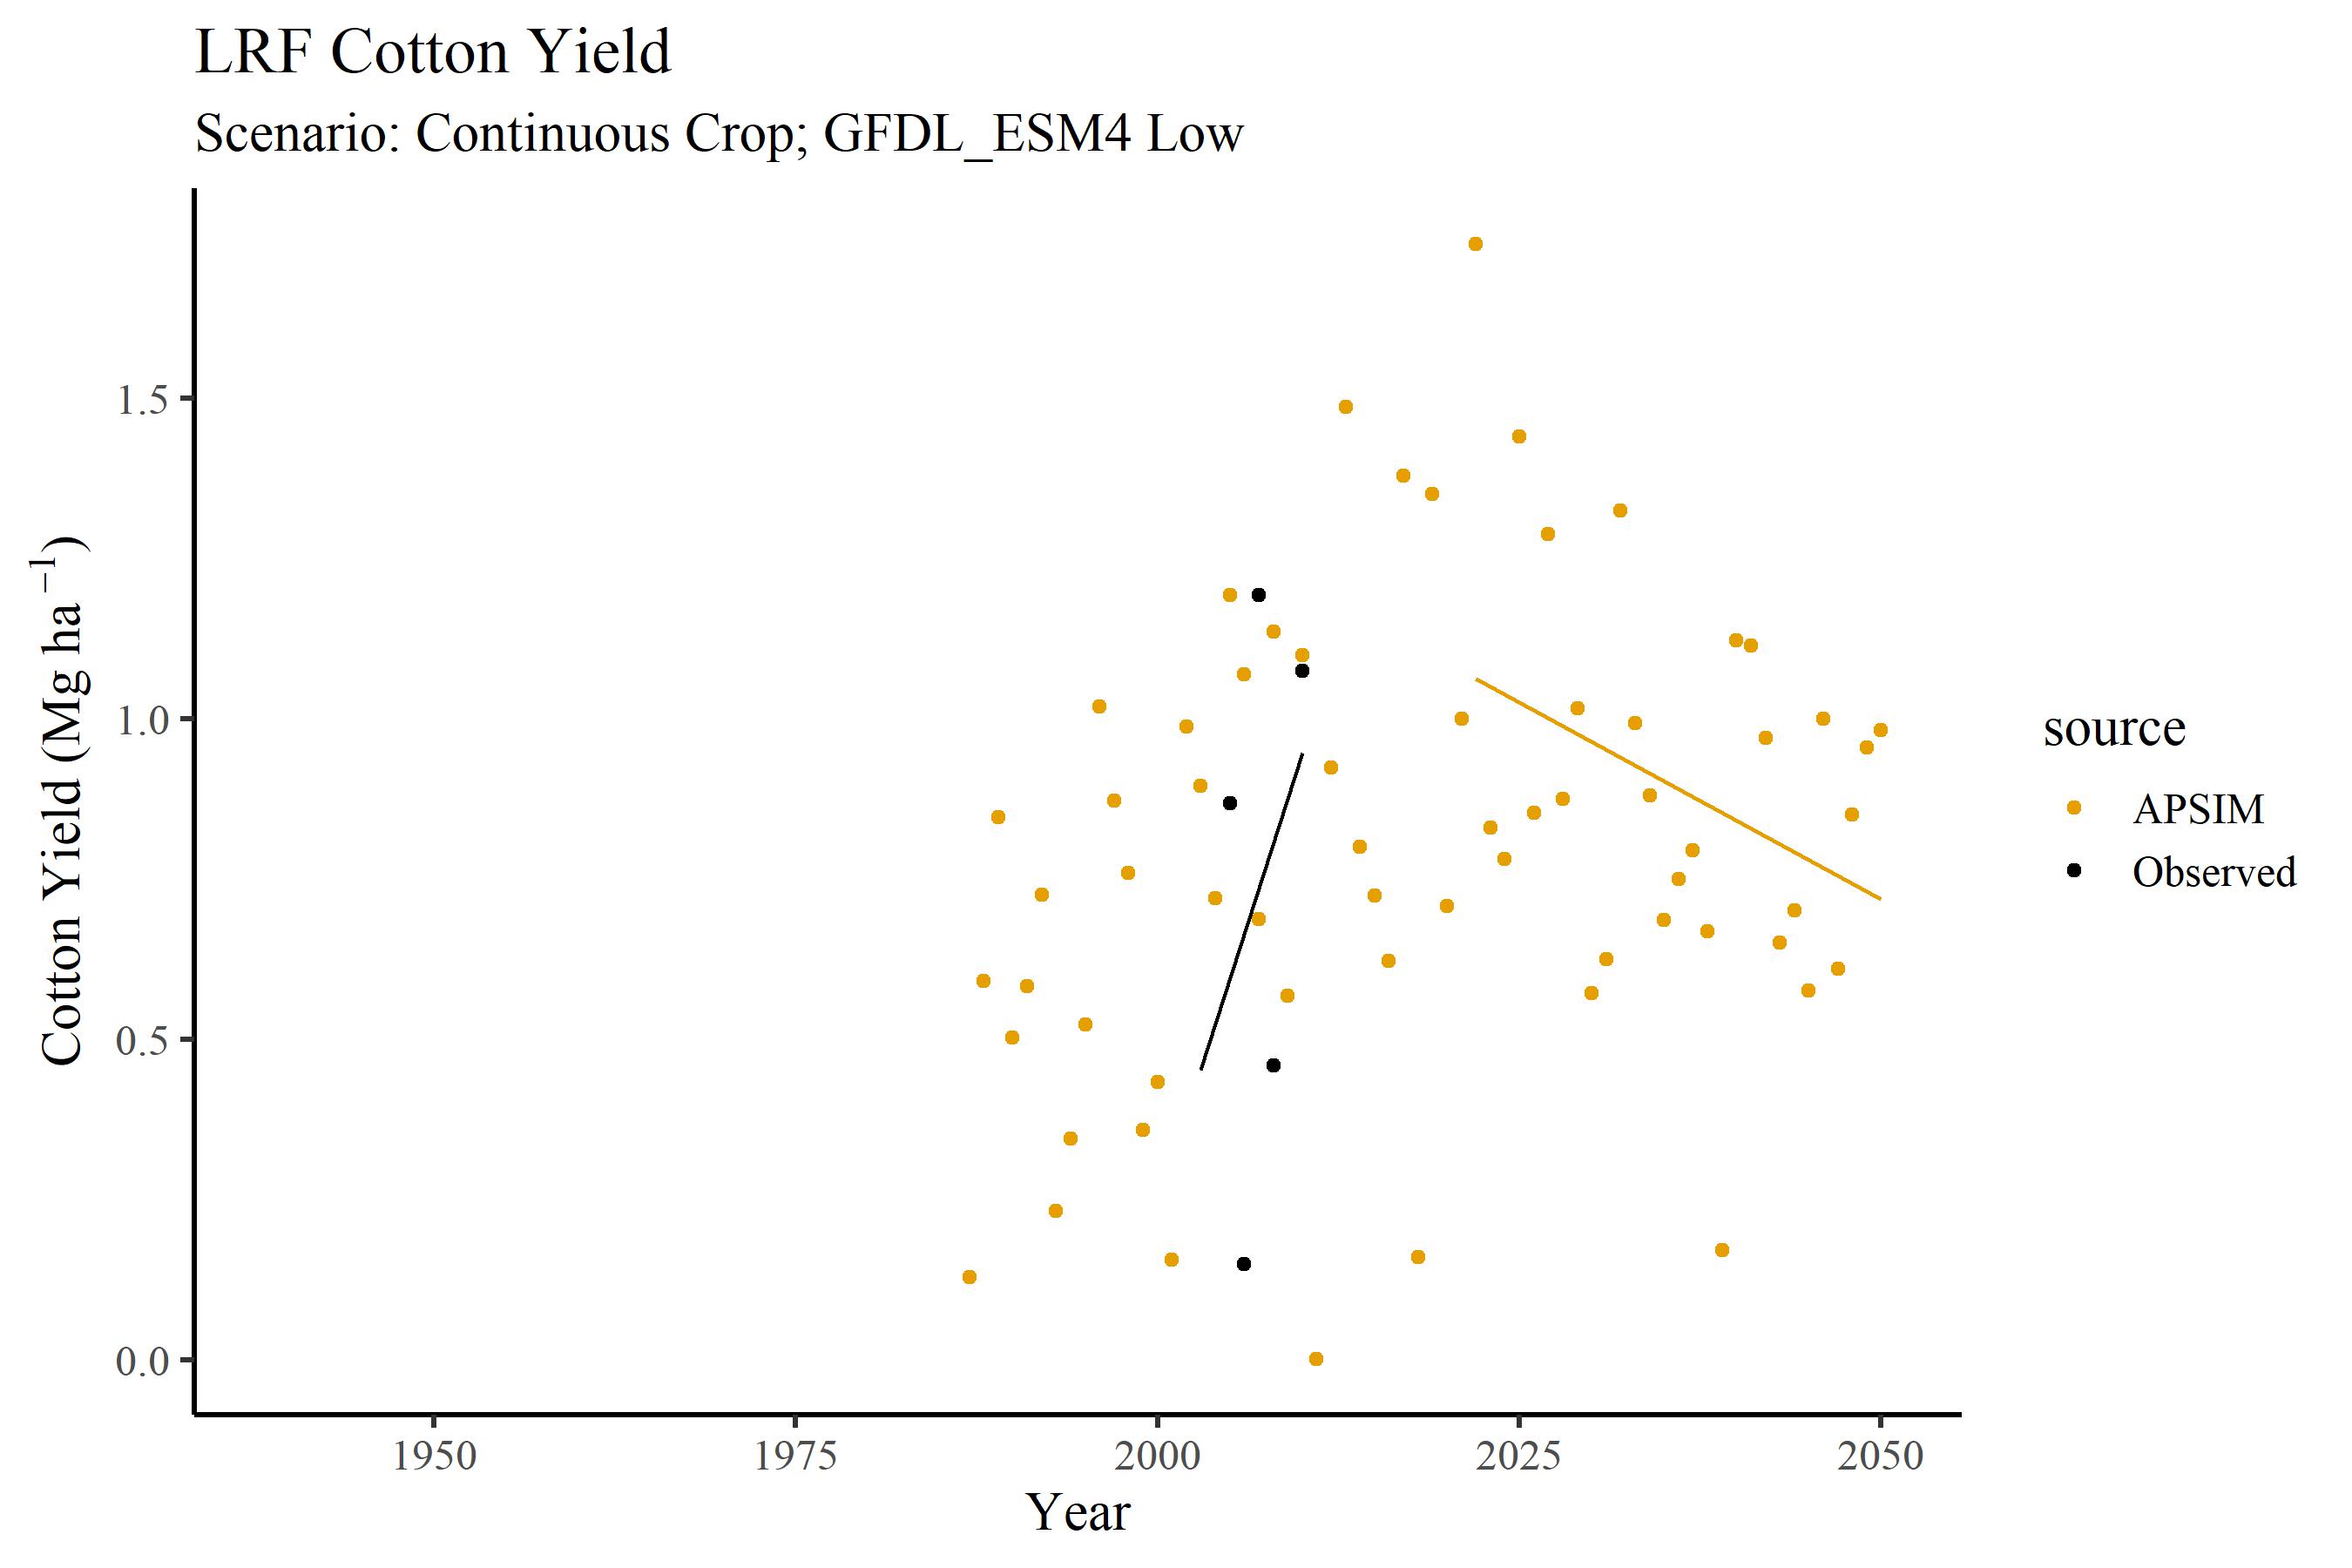 LRF Cotton Yield
Scenario: Continuous Crop; GFDL_ESM4 Low
Cotton Yield (Mg ha⁻¹)
1.5
1.0
0.5
0.0
1950 1975 2000 2025 2050
Year
source
APSIM
Observed